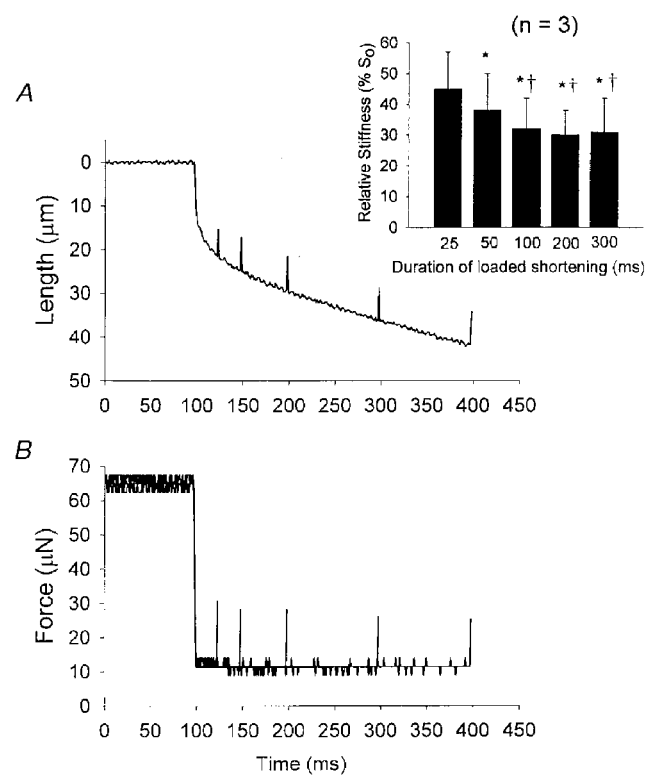 (n = 3)
A
Relative Stiffness (% S₀)
60
50
40
30
20
10
0
* *† *† *†
25 50 100 200 300
Duration of loaded shortening (ms)
Length (μm)
0
10
20
30
40
50
0 50 100 150 200 250 300 350 400 450
B
Force (μN)
70
60
50
40
30
20
10
0
0 50 100 150 200 250 300 350 400 450
Time (ms)